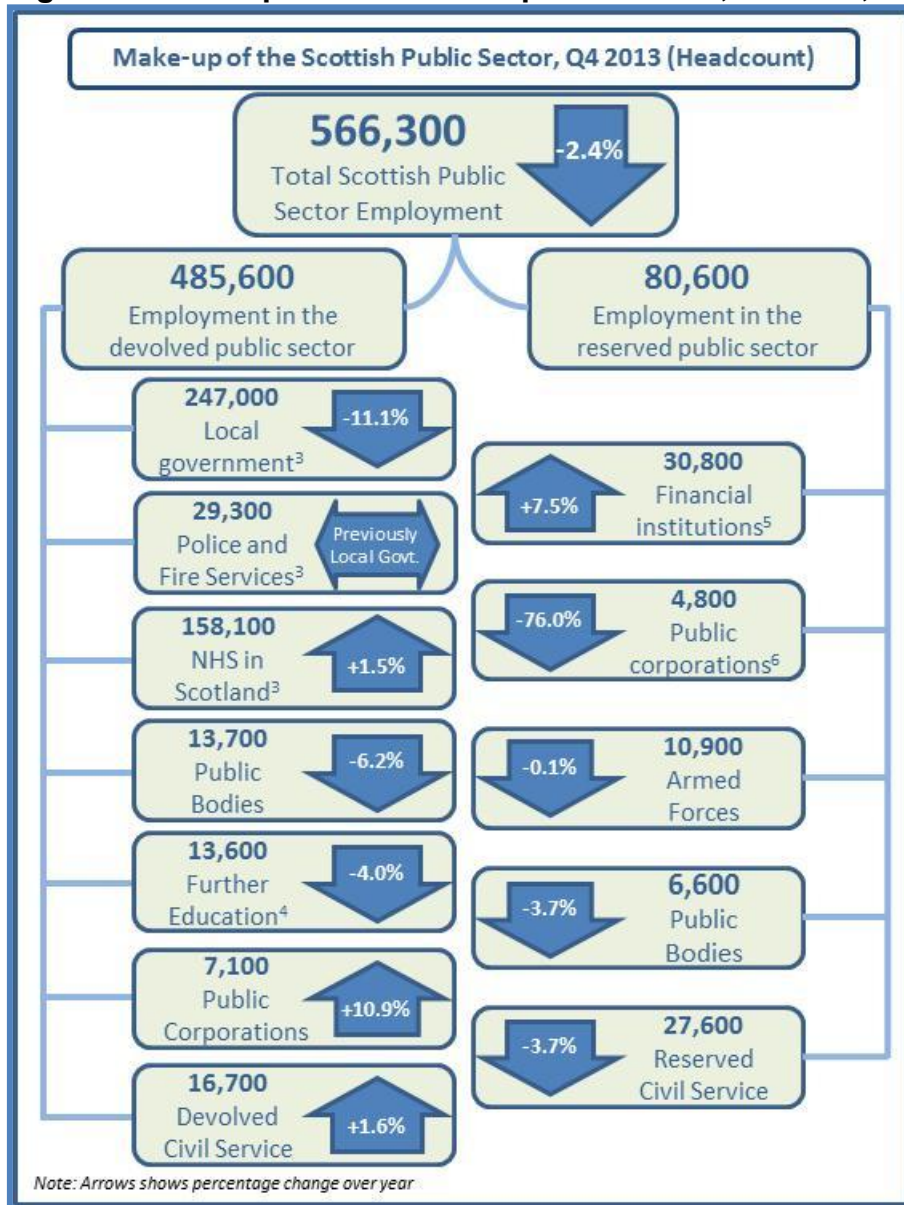 Make-up of the Scottish Public Sector, Q4 2013 (Headcount)
566,300
Total Scottish Public
Sector Employment
-2.4%
485,600
Employment in the
devolved public sector
80,600
Employment in the
reserved public sector
247,000
Local
government³
-11.1%
29,300
Police and
Fire Services³
Previously
Local Govt.
158,100
NHS in
Scotland³
+1.5%
13,700
Public
Bodies
-6.2%
13,600
Further
Education⁴
-4.0%
7,100
Public
Corporations
+10.9%
16,700
Devolved
Civil Service
+1.6%
+7.5%
30,800
Financial
institutions⁵
-76.0%
4,800
Public
corporations⁶
-0.1%
10,900
Armed
Forces
-3.7%
6,600
Public
Bodies
-3.7%
27,600
Reserved
Civil Service
Note: Arrows shows percentage change over year